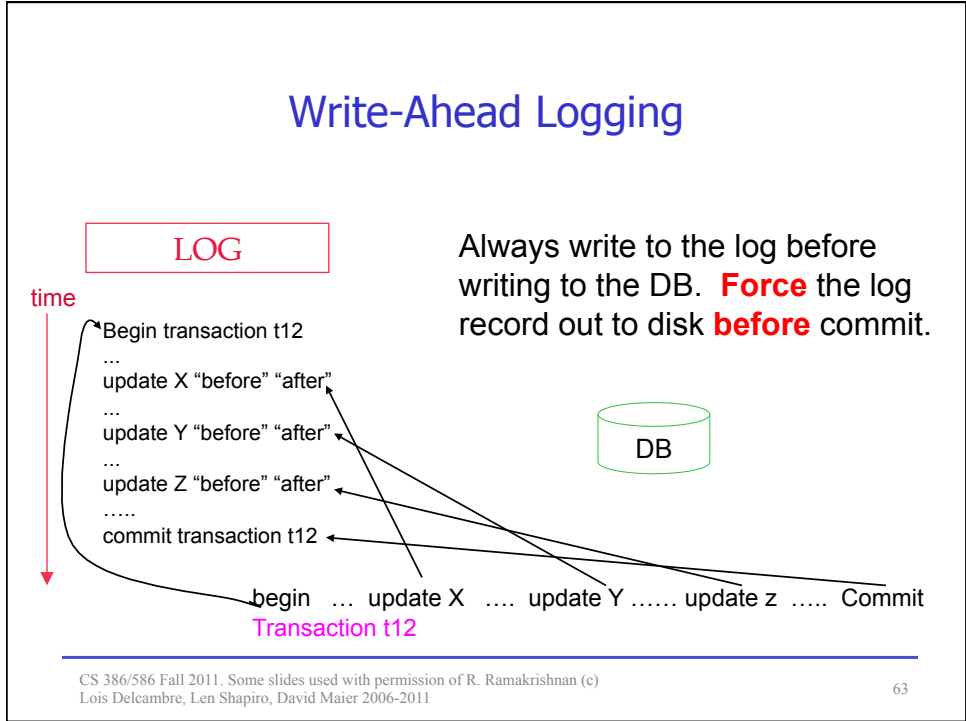 Write-Ahead Logging
LOG
Always write to the log before
writing to the DB. Force the log
record out to disk before commit.
time
Begin transaction t12
...
update X “before” “after”
...
update Y “before” “after”
...
update Z “before” “after”
…..
commit transaction t12
DB
begin … update X …. update Y …… update z ….. Commit
Transaction t12
CS 386/586 Fall 2011. Some slides used with permission of R. Ramakrishnan (c)
Lois Delcambre, Len Shapiro, David Maier 2006-2011
63